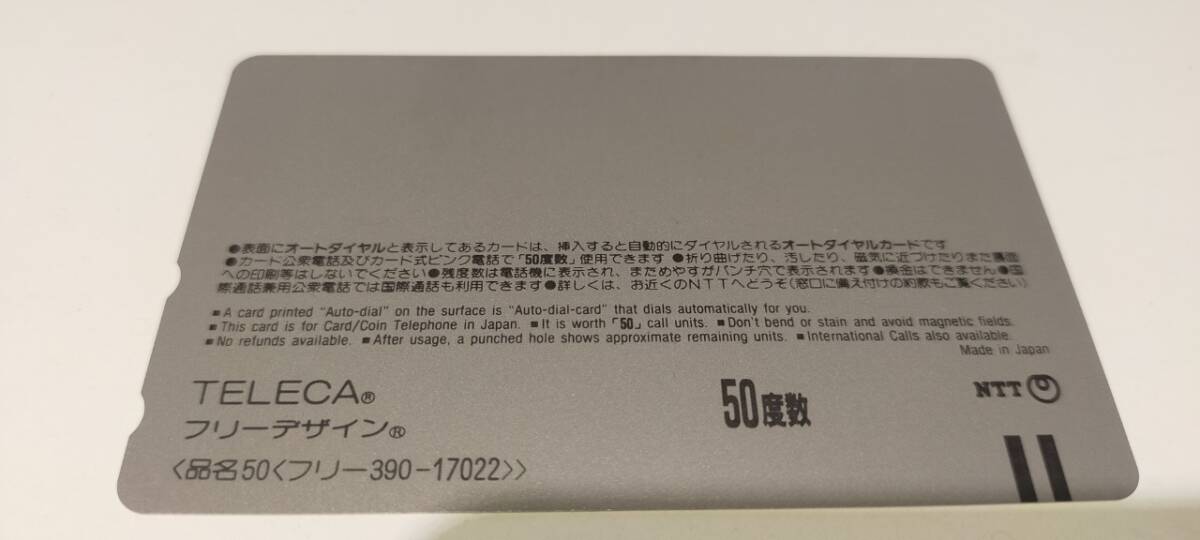 ●表面にオートダイヤルと表示してあるカードは、挿入すると自動的にダイヤルされるオートダイヤルカードです
●カード公衆電話及びカード式ピンク電話で「50度数」使用できます ●折り曲げたり、汚したり、磁気に近づけたりまた裏面
への印刷等はしないでください ●残度数は電話機に表示され、まためやすがパンチ穴で表示されます ●換金はできません ●国
際通話兼用公衆電話では国際通話も利用できます ●詳しくは、お近くのNTTへどうぞ(窓口に備え付けの約款もご覧ください)
■ A card printed "Auto-dial" on the surface is "Auto-dial-card" that dials automatically for you.
■ This card is for Card/Coin Telephone in Japan. ■ It is worth「50」call units. ■ Don't bend or stain and avoid magnetic fields.
■ No refunds available. ■ After usage, a punched hole shows approximate remaining units. ■ International Calls also available.
Made in Japan
TELECA®
フリーデザイン®
50度数
NTT
〈品名50〈フリー390-17022〉〉